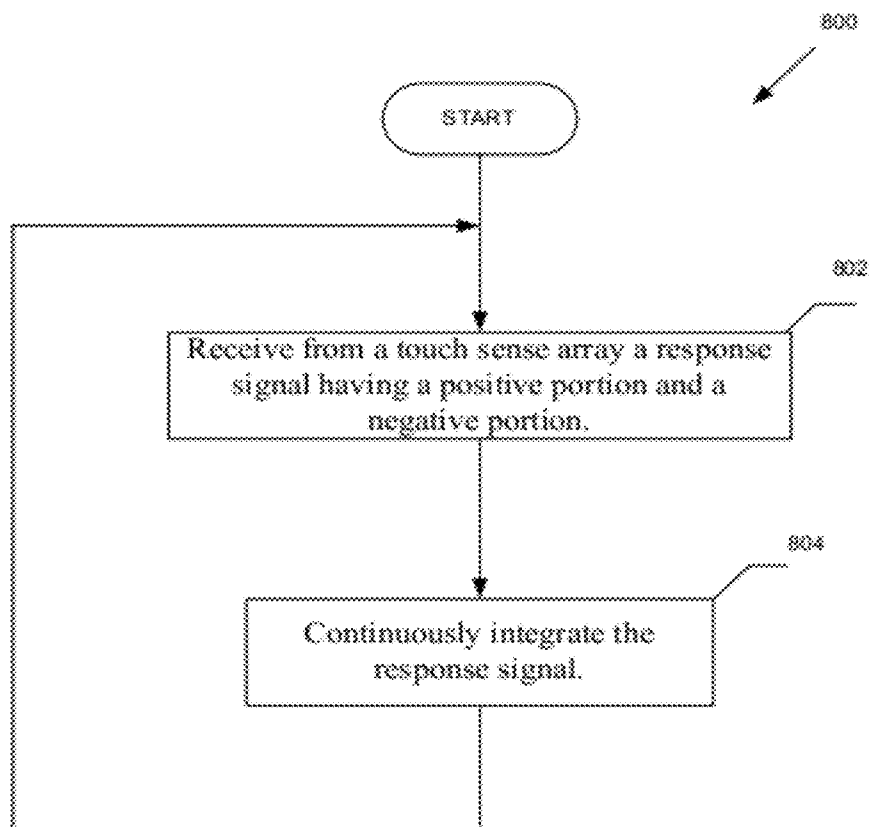 800
START
802
Receive from a touch sense array a response
signal having a positive portion and a
negative portion.
804
Continuously integrate the
response signal.